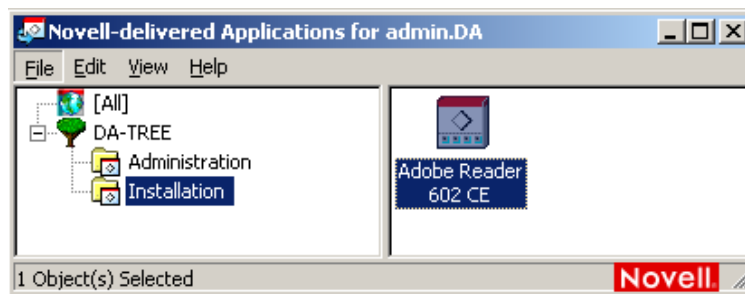 Novell-delivered Applications for admin.DA
File Edit View Help
[All]
DA-TREE
Administration
Installation
Adobe Reader
602 CE
1 Object(s) Selected
Novell.